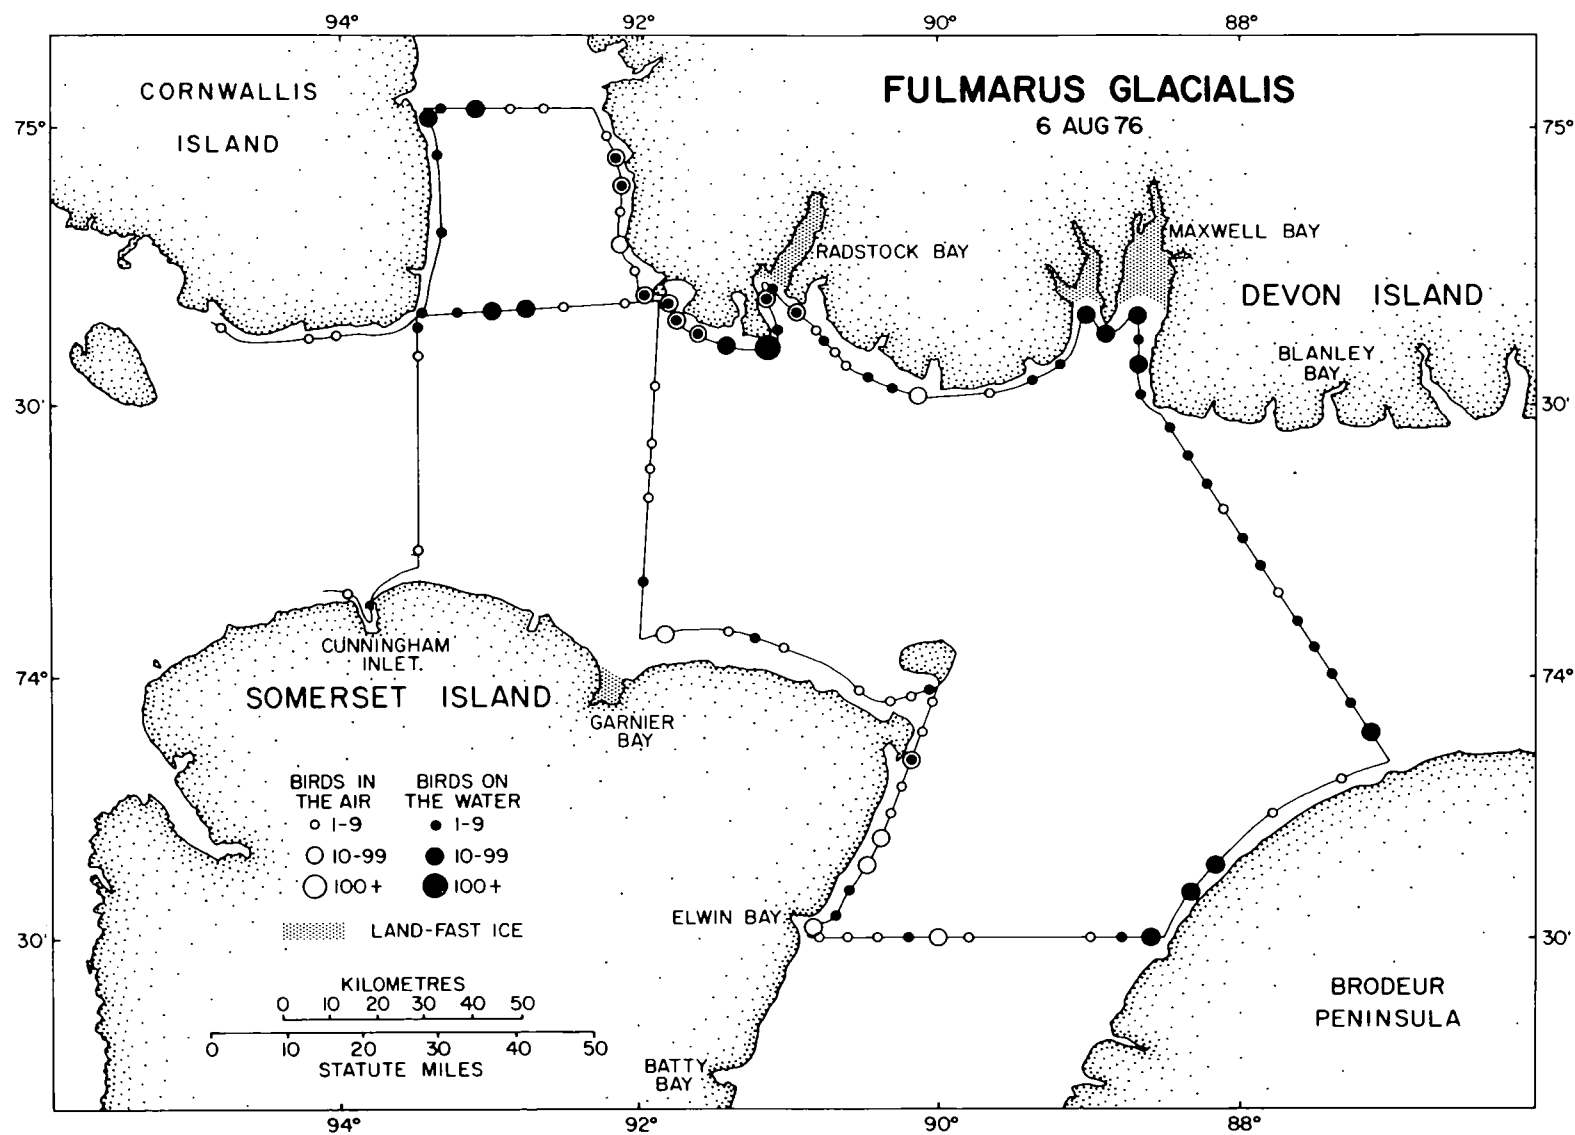 94° 92° 90° 88°
CORNWALLIS
ISLAND
FULMARUS GLACIALIS
6 AUG 76
75° 75°
RADSTOCK BAY
MAXWELL BAY
DEVON ISLAND
BLANLEY
BAY
30' 30'
CUNNINGHAM
INLET.
74° 74°
SOMERSET ISLAND
GARNIER
BAY
BIRDS IN
THE AIR
BIRDS ON
THE WATER
1-9 1-9
10-99 10-99
100+ 100+
LAND-FAST ICE
ELWIN BAY
30' 30'
KILOMETRES
0 10 20 30 40 50
0 10 20 30 40 50
STATUTE MILES
BRODEUR
PENINSULA
BATTY
BAY
94° 92° 90° 88°